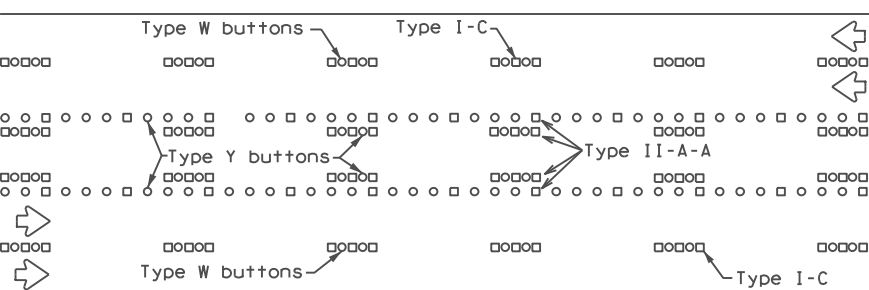 Type W buttons
Type I-C
Type Y buttons
Type II-A-A
Type W buttons
Type I-C